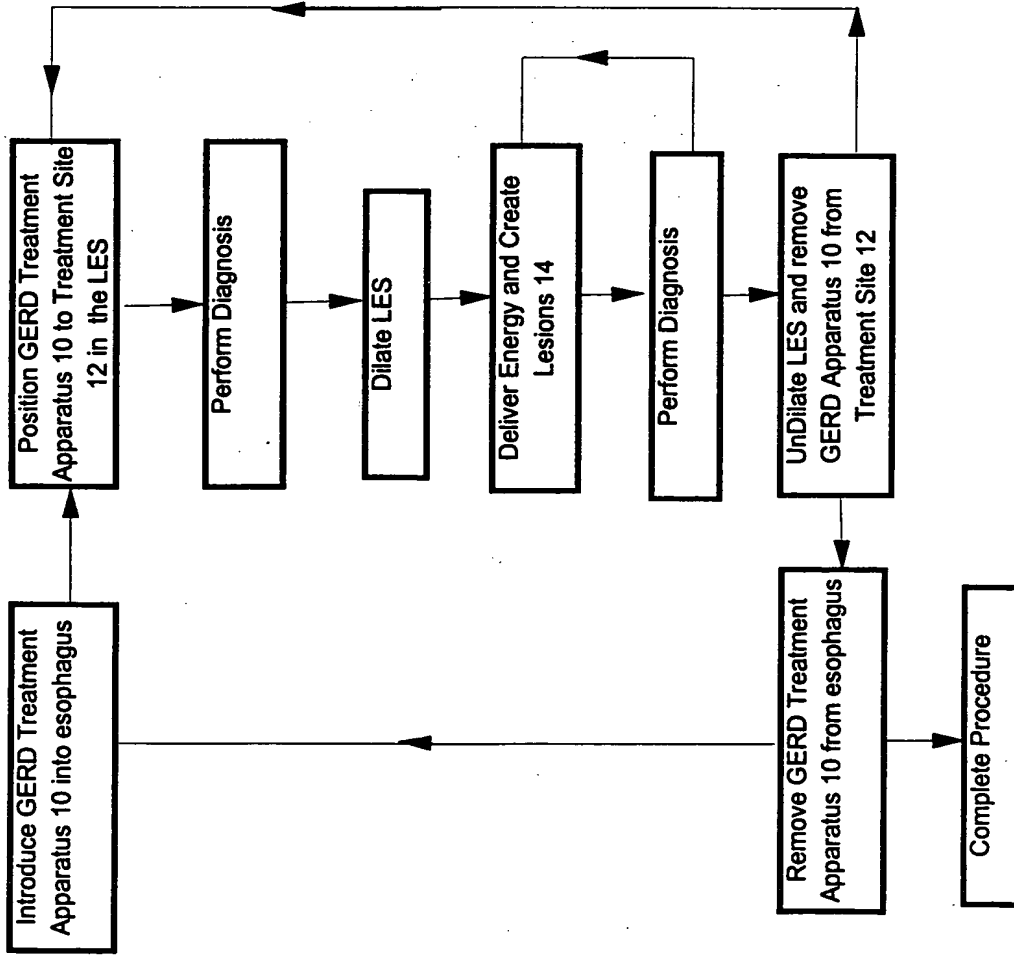 Introduce GERD Treatment
Apparatus 10 into esophagus
Position GERD Treatment
Apparatus 10 to Treatment Site
12 in the LES
Perform Diagnosis
Dilate LES
Deliver Energy and Create
Lesions 14
Perform Diagnosis
UnDilate LES and remove
GERD Apparatus 10 from
Treatment Site 12
Remove GERD Treatment
Apparatus 10 from esophagus
Complete Procedure